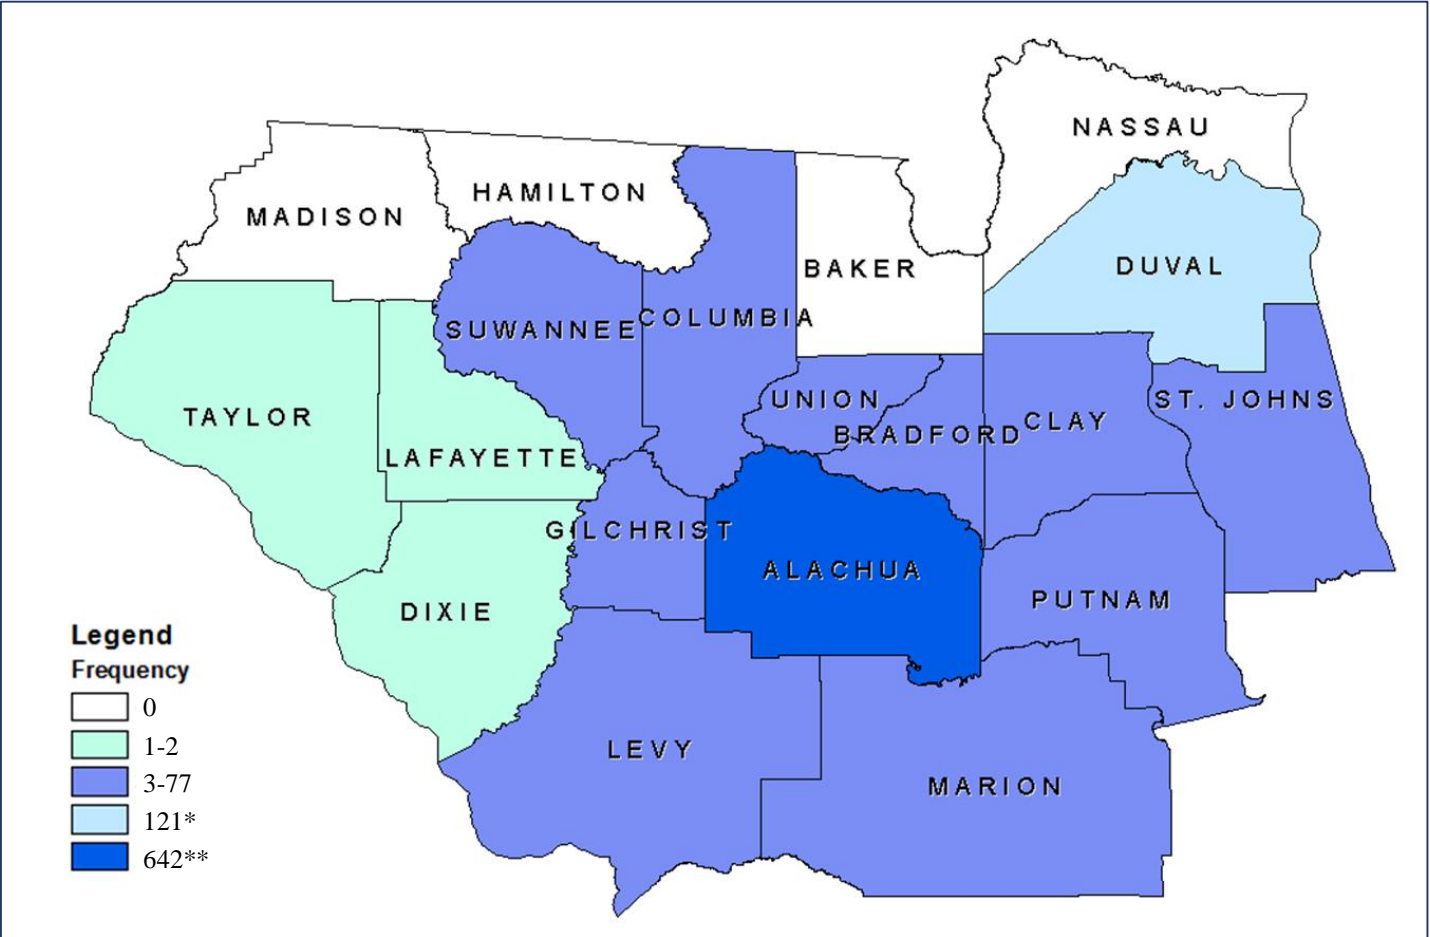 NASSAU
HAMILTON
MADISON
DUVAL
BAKER
COLUMBIA
SUWANNEE
UNION
ST. JOHNS
TAYLOR
CLAY
BRADFORD
LAFAYETTE
GILCHRIST
ALACHUA
PUTNAM
DIXIE
LEVY
MARION
Legend
Frequency
0
1-2
3-77
121*
642**